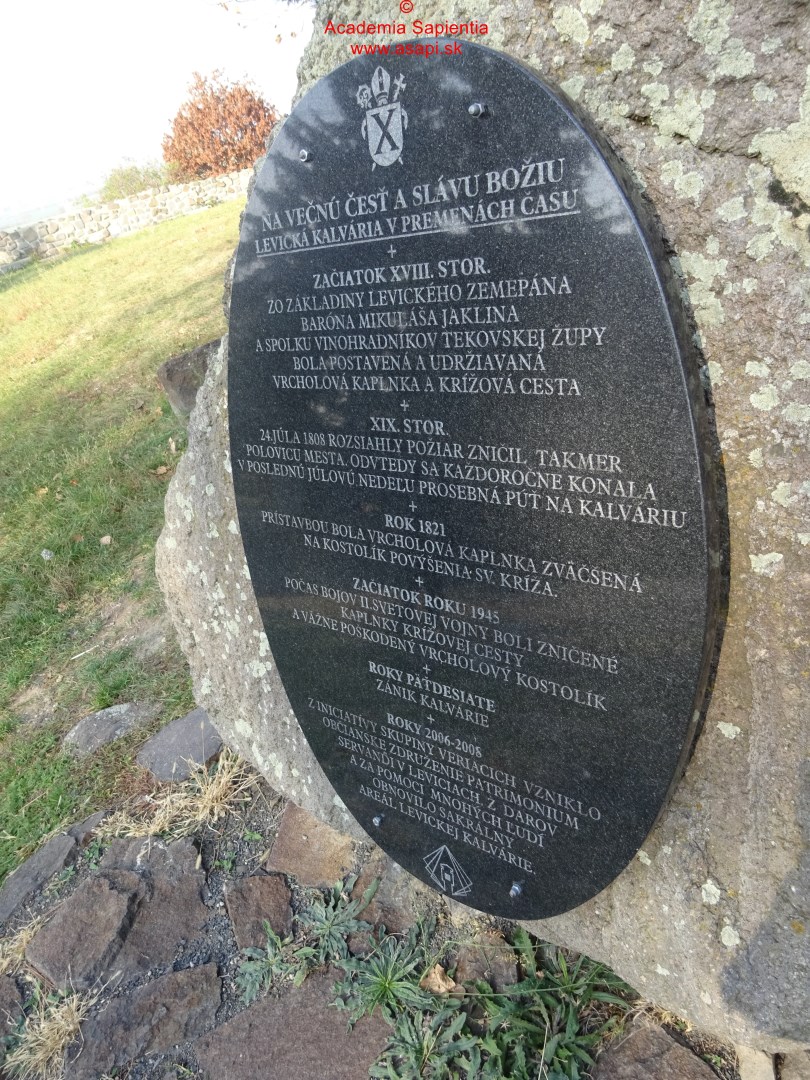 ©
Academia Sapientia
www.asapi.sk
X
NA VEČNÚ ČESŤ A SLÁVU BOŽIU
LEVICKÁ KALVÁRIA V PREMENÁCH ČASU
ZAČIATOK XVIII. STOR.
ZO ZÁKLADINY LEVICKÉHO ZEMEPÁNA
BARÓNA MIKULÁŠA JAKLINA
A SPOLKU VINOHRADNÍKOV TEKOVSKEJ ŽUPY
BOLA POSTAVENÁ A UDRŽIAVANÁ
VRCHOLOVÁ KAPLNKA A KRÍŽOVÁ CESTA
XIX. STOR.
24.JÚLA 1808 ROZSIAHLY POŽIAR ZNIČIL TAKMER
POLOVICU MESTA. ODVTEDY SA KAŽDOROČNE KONALA
V POSLEDNÚ JÚLOVÚ NEDEĽU PROSEBNÁ PÚŤ NA KALVÁRIU
ROK 1821
PRÍSTAVBOU BOLA VRCHOLOVÁ KAPLNKA ZVÄČŠENÁ
NA KOSTOLÍK POVÝŠENIA SV. KRÍŽA.
ZAČIATOK ROKU 1945
POČAS BOJOV II.SVETOVEJ VOJNY BOLI ZNIČENÉ
KAPLNKY KRÍŽOVEJ CESTY
A VÁŽNE POŠKODENÝ VRCHOLOVÝ KOSTOLÍK
ROKY PÄŤDESIATE
ZÁNIK KALVÁRIE
ROKY 2006-2008
Z INICIATÍVY SKUPINY VERIACICH VZNIKLO
OBČIANSKE ZDRUŽENIE PATRIMONIUM
SERVANDI V LEVICIACH. Z DAROV
A ZA POMOCI MNOHÝCH ĽUDÍ
OBNOVILO SAKRÁLNY
AREÁL LEVICKEJ KALVÁRIE.